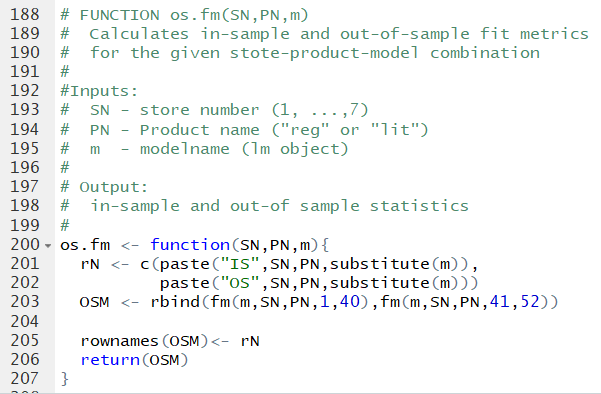 188 # FUNCTION os.fm(SN,PN,m)
189 #  Calculates in-sample and out-of-sample fit metrics
190 #  for the given stote-product-model combination
191 #
192 #Inputs:
193 #  SN - store number (1, ...,7)
194 #  PN - Product name ("reg" or "lit")
195 #  m  - modelname (lm object)
196 #
197 # Output:
198 #  in-sample and out-of sample statistics
199 #
200 os.fm <- function(SN,PN,m){
201   rN <- c(paste("IS",SN,PN,substitute(m)),
202           paste("OS",SN,PN,substitute(m)))
203   OSM <- rbind(fm(m,SN,PN,1,40),fm(m,SN,PN,41,52))
204
205   rownames(OSM)<- rN
206   return(OSM)
207 }